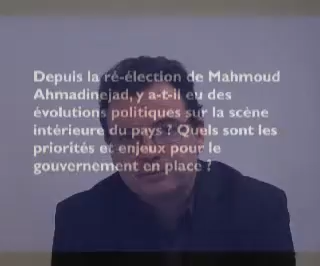 Depuis la ré-élection de Mahmoud
Ahmadinejad, y a-t-il eu des
évolutions politiques sur la scène
intérieure du pays ? Quels sont les
priorités et enjeux pour le
gouvernement en place ?